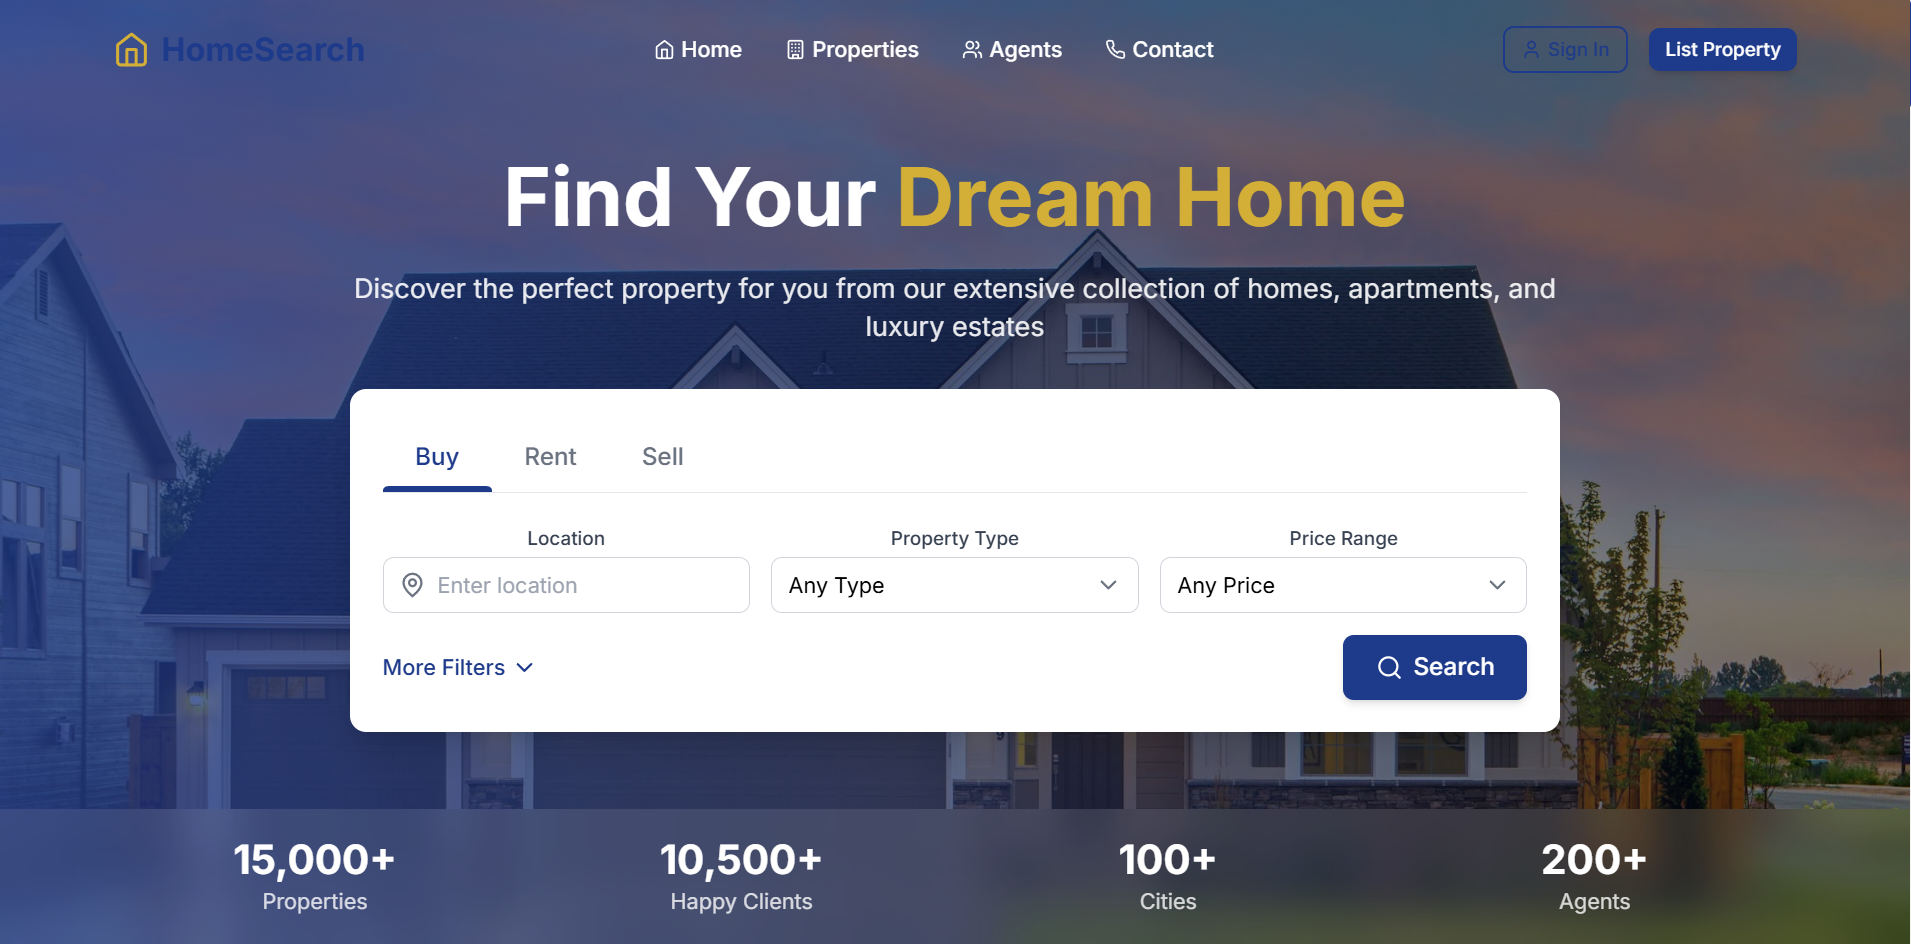 HomeSearch
Home
Properties
Agents
Contact
Sign In
List Property
Find Your Dream Home
Discover the perfect property for you from our extensive collection of homes, apartments, and
luxury estates
Buy
Rent
Sell
Location
Property Type
Price Range
Enter location
Any Type
Any Price
More Filters
Search
9
15,000+
Properties
10,500+
Happy Clients
100+
Cities
200+
Agents